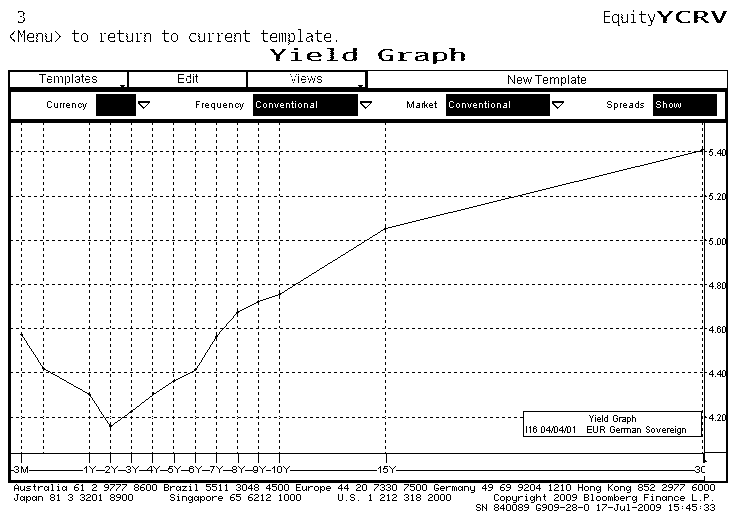 3 EquityYCRV
<Menu> to return to current template.
Yield Graph
Templates Edit Views New Template
Currency Frequency Conventional Market Conventional Spreads Show
5.40
5.20
5.00
4.80
4.60
4.40
4.20
Yield Graph
I16 04/04/01 EUR German Sovereign
3M 1Y 2Y 3Y 4Y 5Y 6Y 7Y 8Y 9Y 10Y 15Y
Australia 61 2 9777 8600 Brazil 5511 3048 4500 Europe 44 20 7330 7500 Germany 49 69 9204 1210 Hong Kong 852 2977 6000
Japan 81 3 3201 8900 Singapore 65 6212 1000 U.S. 1 212 318 2000 Copyright 2009 Bloomberg Finance L.P.
SN 840089 G909-28-0 17-Jul-2009 15:45:33